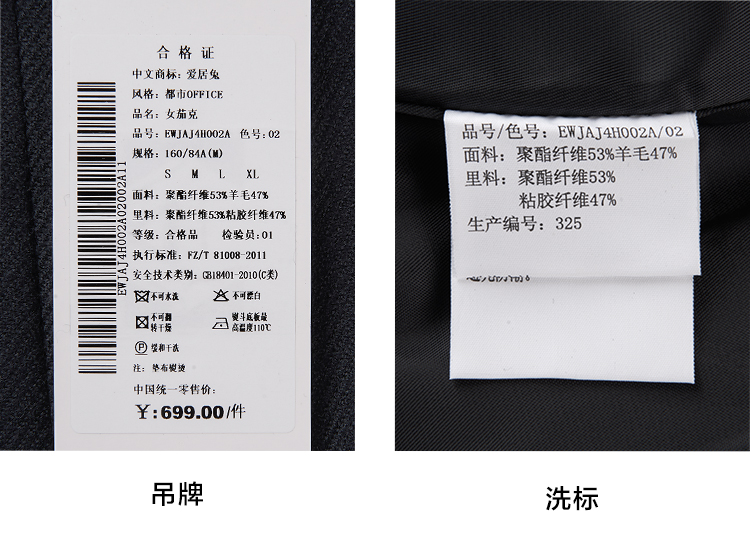 合格证
中文商标：爱居兔
风格：都市OFFICE
品名：女茄克
品号：EWJAJ4H002A 色号：02
规格：160/84A(M)
S M L XL
面料：聚酯纤维53%羊毛47%
里料：聚酯纤维53%粘胶纤维47%
等级：合格品 检验员：01
执行标准：FZ/T 81008-2011
安全技术类别：GB18401-2010(C类)
不可水洗 不可漂白
不可翻转干燥 熨斗底板最高温度110℃
P 缓和干洗
注：垫布熨烫
中国统一零售价：
¥:699.00/件
EWJAJ4H002A02002A11
品号/色号：EWJAJ4H002A/02
面料：聚酯纤维53%羊毛47%
里料：聚酯纤维53%
粘胶纤维47%
生产编号：325
吊牌
洗标